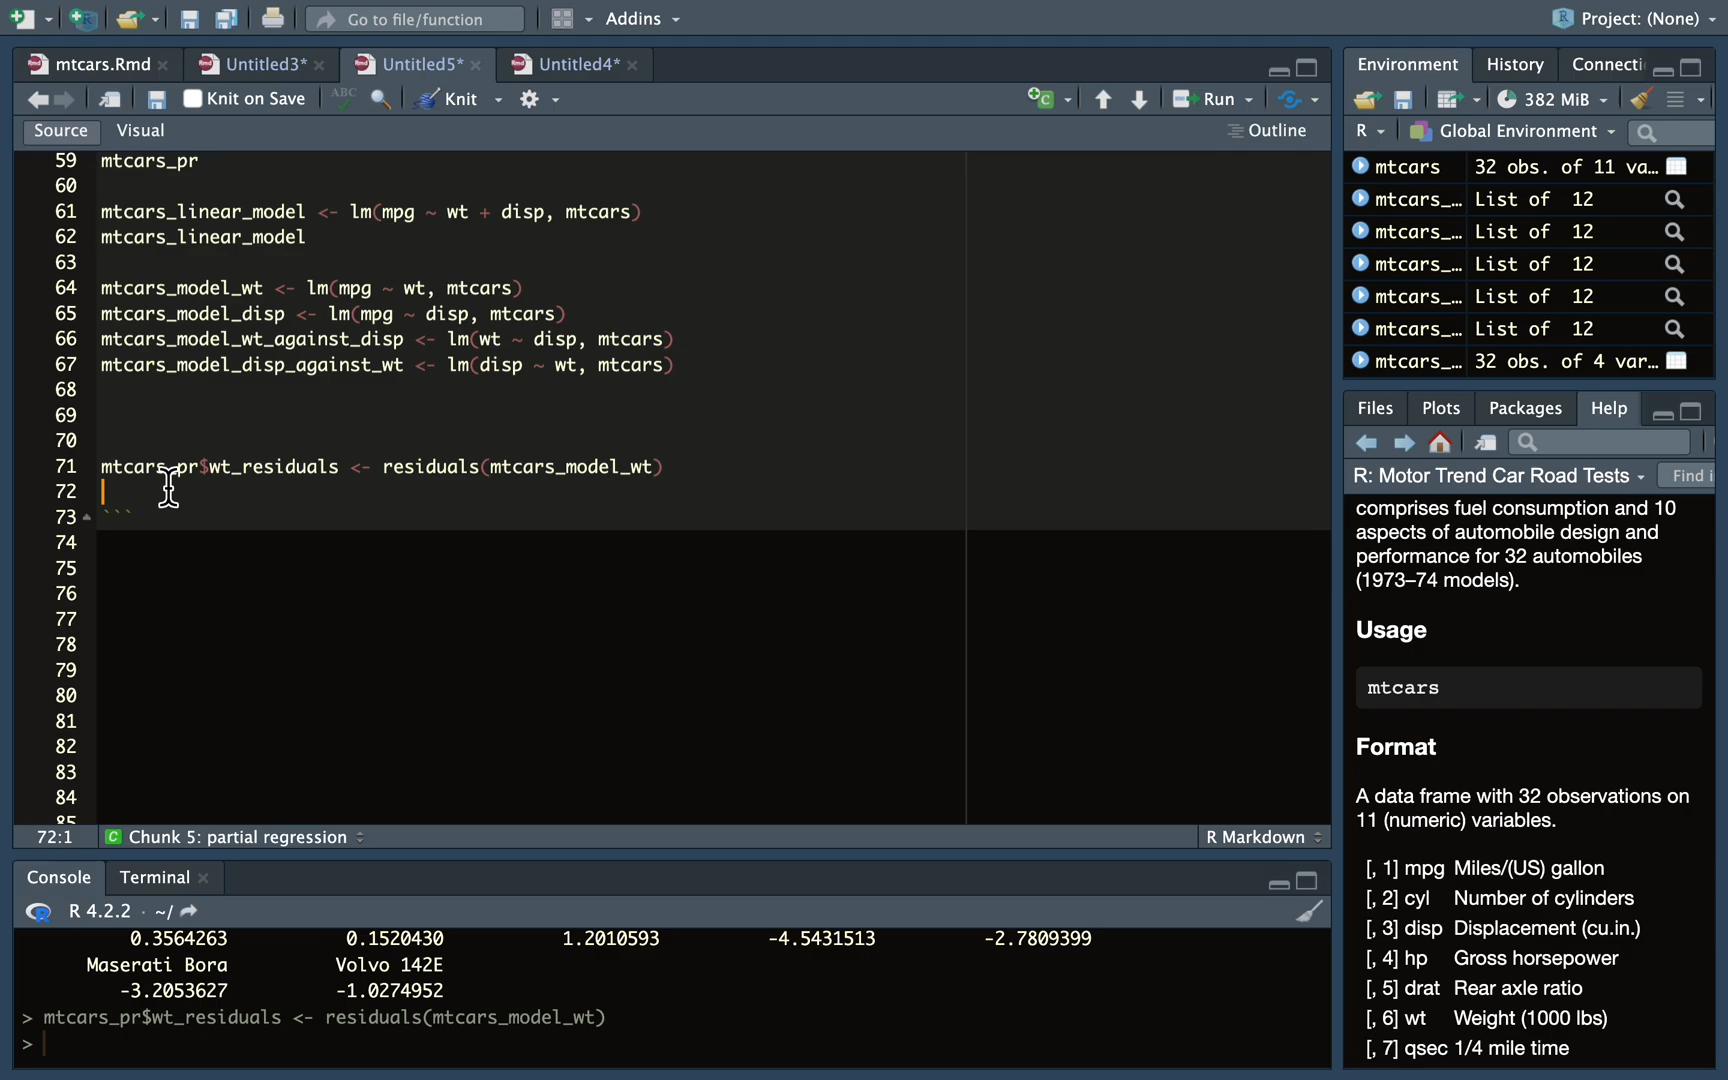 Go to file/function
Addins
Project: (None)
mtcars.Rmd
Untitled3*
Untitled5*
Untitled4*
Knit on Save
ABC
Knit
Run
Source
Visual
Outline
59 mtcars_pr
60
61 mtcars_linear_model <- lm(mpg ~ wt + disp, mtcars)
62 mtcars_linear_model
63
64 mtcars_model_wt <- lm(mpg ~ wt, mtcars)
65 mtcars_model_disp <- lm(mpg ~ disp, mtcars)
66 mtcars_model_wt_against_disp <- lm(wt ~ disp, mtcars)
67 mtcars_model_disp_against_wt <- lm(disp ~ wt, mtcars)
68
69
70
71 mtcars_pr$wt_residuals <- residuals(mtcars_model_wt)
72
73 ```
74
75
76
77
78
79
80
81
82
83
84
85
72:1
C Chunk 5: partial regression
R Markdown
Console
Terminal
R 4.2.2 · ~/
0.3564263 0.1520430 1.2010593 -4.5431513 -2.7809399
Maserati Bora Volvo 142E
-3.2053627 -1.0274952
> mtcars_pr$wt_residuals <- residuals(mtcars_model_wt)
>
Environment
History
Connecti
382 MiB
R
Global Environment
mtcars 32 obs. of 11 va…
mtcars_… List of 12
mtcars_… List of 12
mtcars_… List of 12
mtcars_… List of 12
mtcars_… List of 12
mtcars_… 32 obs. of 4 var…
Files
Plots
Packages
Help
R: Motor Trend Car Road Tests
Find i
comprises fuel consumption and 10
aspects of automobile design and
performance for 32 automobiles
(1973–74 models).
Usage
mtcars
Format
A data frame with 32 observations on
11 (numeric) variables.
[, 1] mpg Miles/(US) gallon
[, 2] cyl Number of cylinders
[, 3] disp Displacement (cu.in.)
[, 4] hp Gross horsepower
[, 5] drat Rear axle ratio
[, 6] wt Weight (1000 lbs)
[, 7] qsec 1/4 mile time